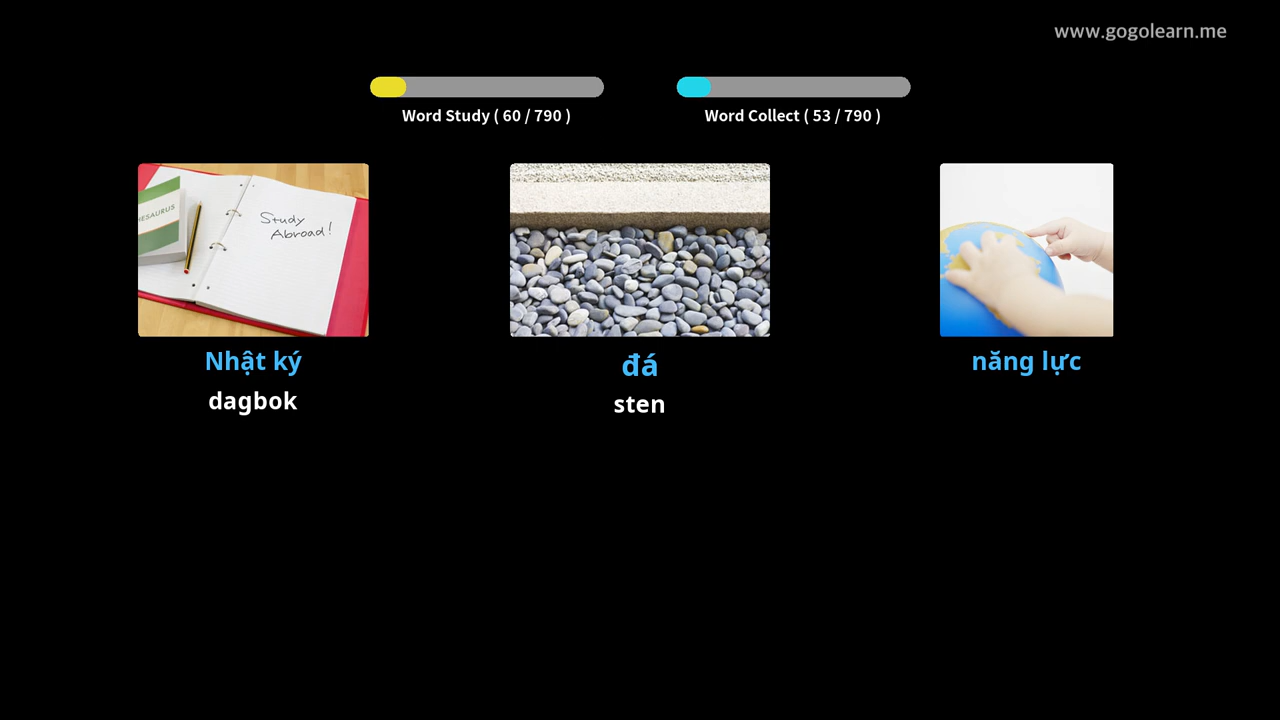 www.gogolearn.me
Word Study ( 60 / 790 )
Word Collect ( 53 / 790 )
ESAURUS
Study
Abroad!
Nhật ký
đá
năng lực
dagbok
sten